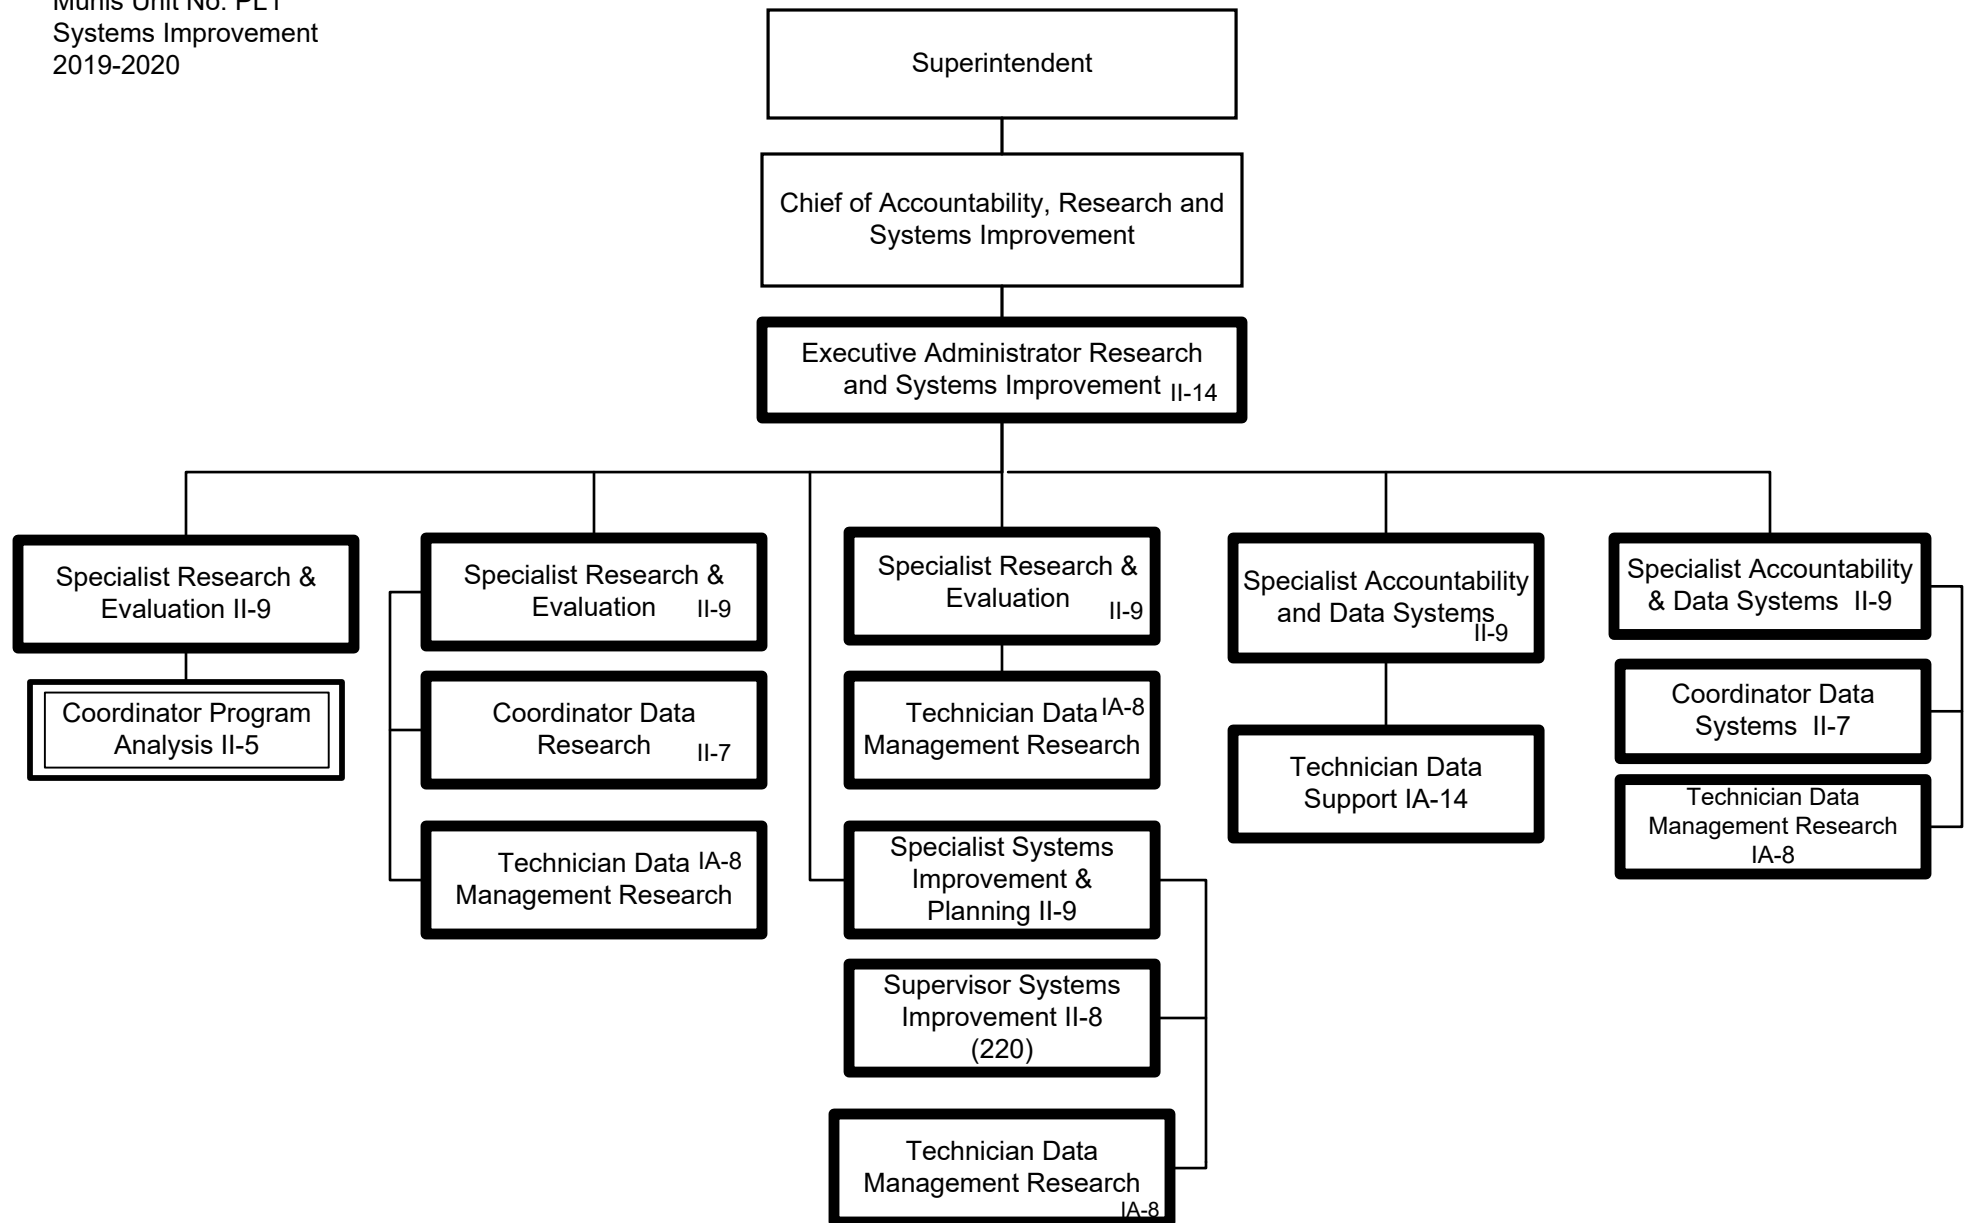 Systems Improvement
2019-2020
Superintendent
Chief of Accountability, Research and
Systems Improvement
Executive Administrator Research
and Systems Improvement II-14
Specialist Research &
Evaluation II-9
Coordinator Program
Analysis II-5
Specialist Research &
Evaluation II-9
Coordinator Data
Research II-7
Technician Data IA-8
Management Research
Specialist Research &
Evaluation II-9
Technician Data IA-8
Management Research
Specialist Systems
Improvement &
Planning II-9
Supervisor Systems
Improvement II-8
(220)
Technician Data
Management Research
IA-8
Specialist Accountability
and Data Systems
II-9
Technician Data
Support IA-14
Specialist Accountability
& Data Systems II-9
Coordinator Data
Systems II-7
Technician Data
Management Research
IA-8